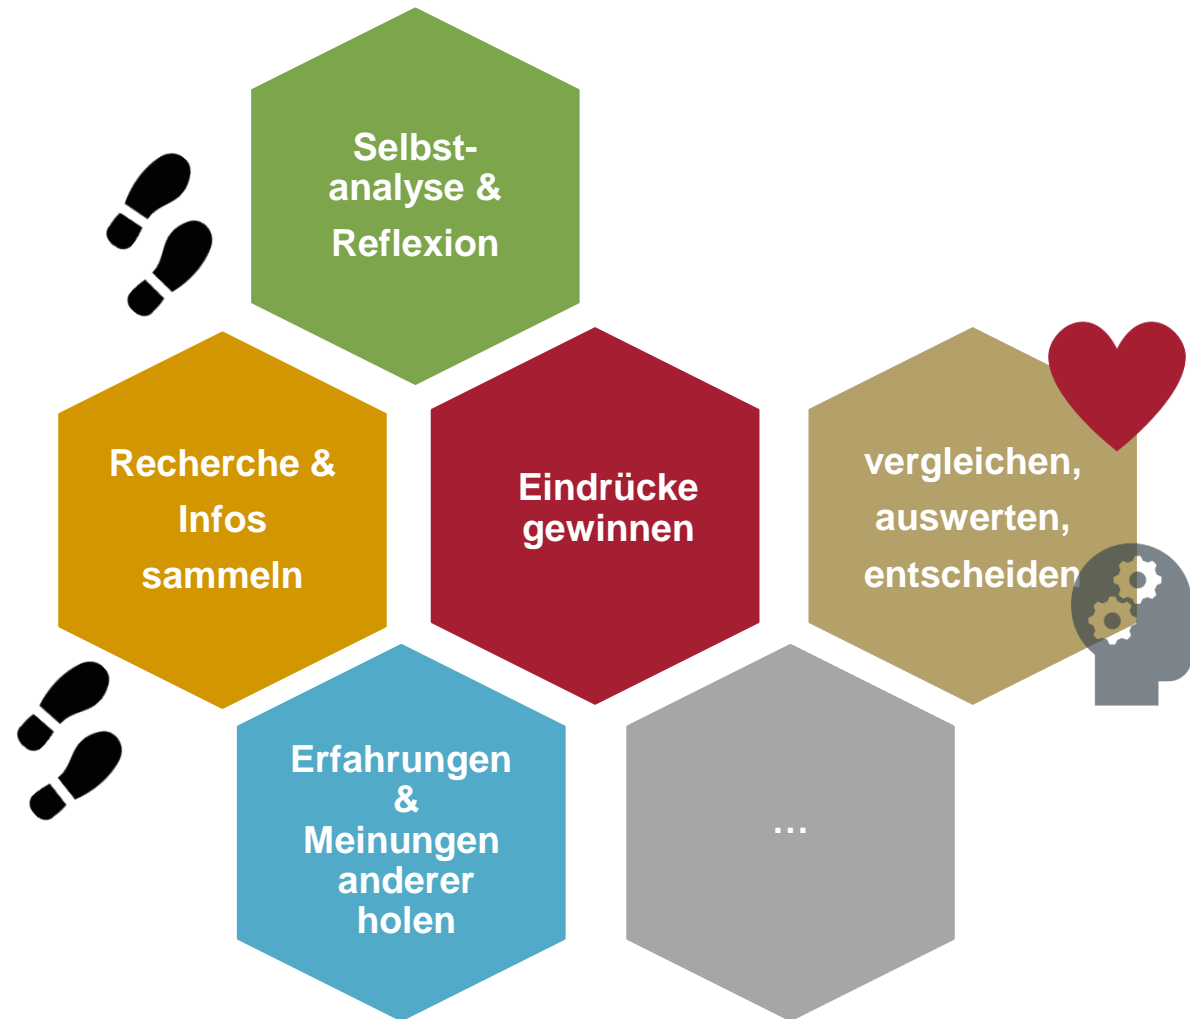 Selbst-
analyse &
Reflexion
Recherche &
Infos
sammeln
Eindrücke
gewinnen
vergleichen,
auswerten,
entscheiden
Erfahrungen
&
Meinungen
anderer
holen
...